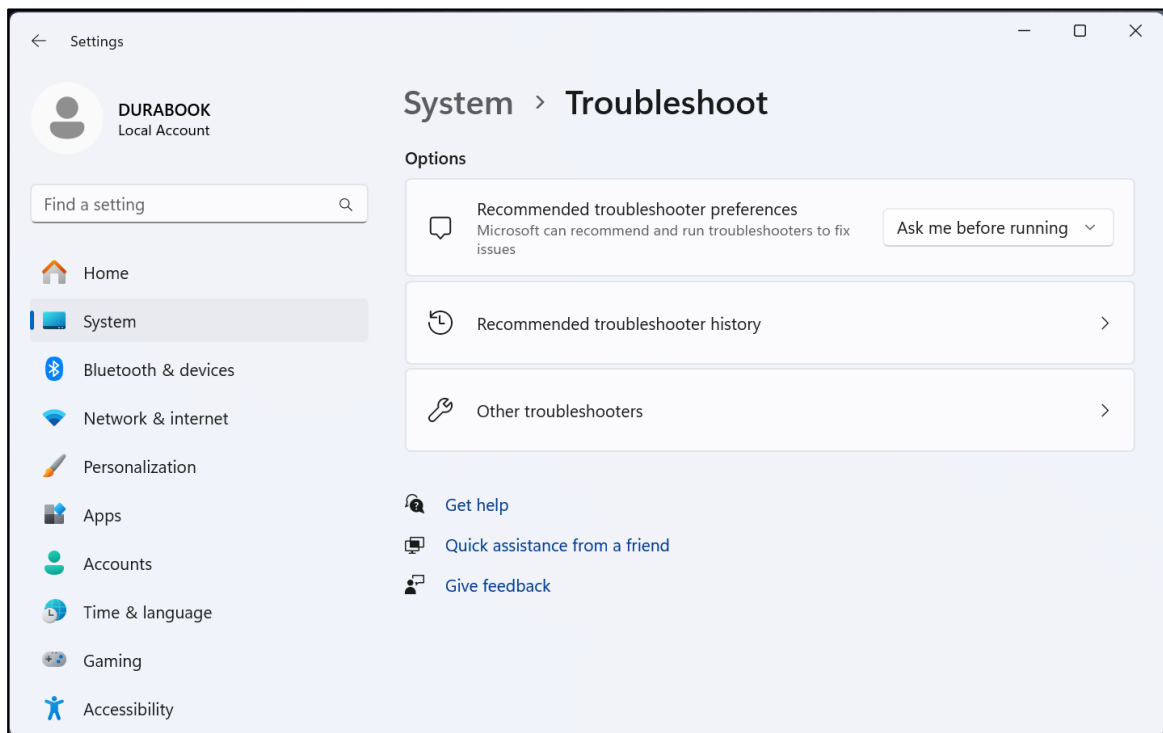 Settings
DURABOOK
Local Account
Find a setting
Home
System
Bluetooth & devices
Network & internet
Personalization
Apps
Accounts
Time & language
Gaming
Accessibility
System > Troubleshoot
Options
Recommended troubleshooter preferences
Microsoft can recommend and run troubleshooters to fix
issues
Ask me before running
Recommended troubleshooter history
Other troubleshooters
Get help
Quick assistance from a friend
Give feedback